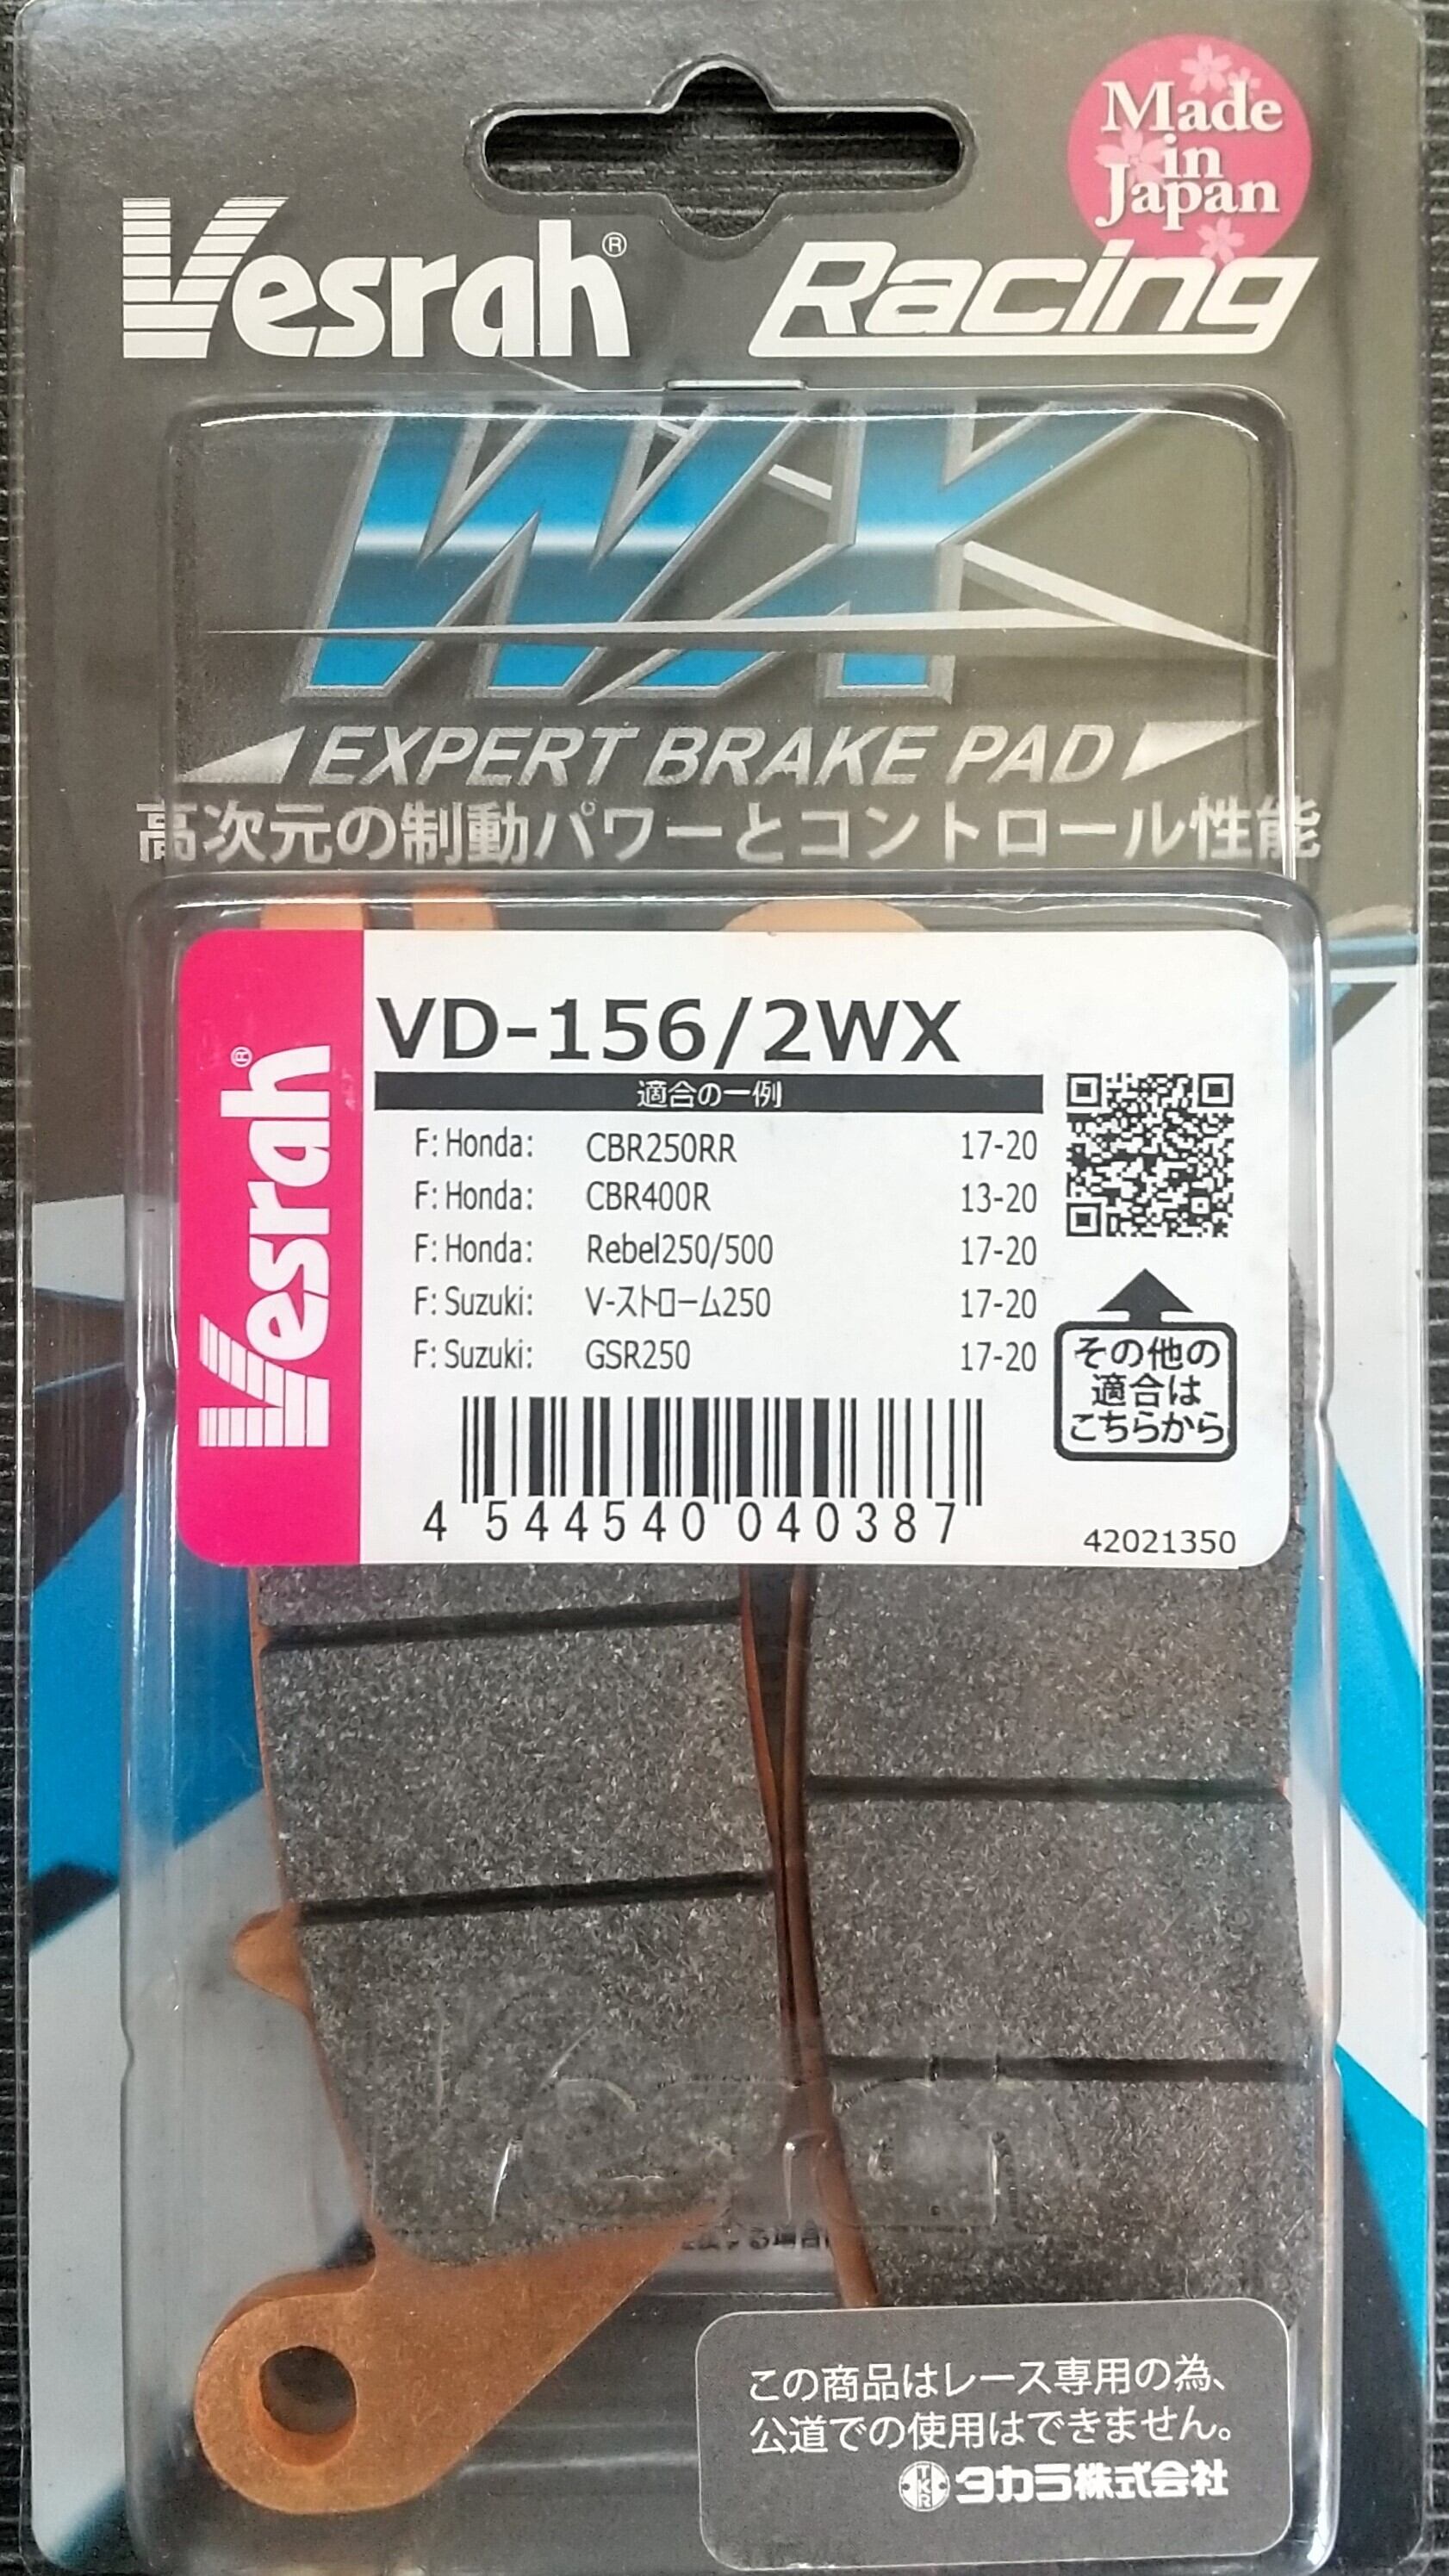 Made
in
Japan
Vesrah® Racing
WX
EXPERT BRAKE PAD
高次元の制動パワーとコントロール性能
Vesrah®
VD-156/2WX
適合の一例
F: Honda: CBR250RR 17-20
F: Honda: CBR400R 13-20
F: Honda: Rebel250/500 17-20
F: Suzuki: V-ストローム250 17-20
F: Suzuki: GSR250 17-20
その他の
適合は
こちらから
4 544540 040387
42021350
する場合
この商品はレース専用の為、
公道での使用はできません。
TKR タカラ株式会社